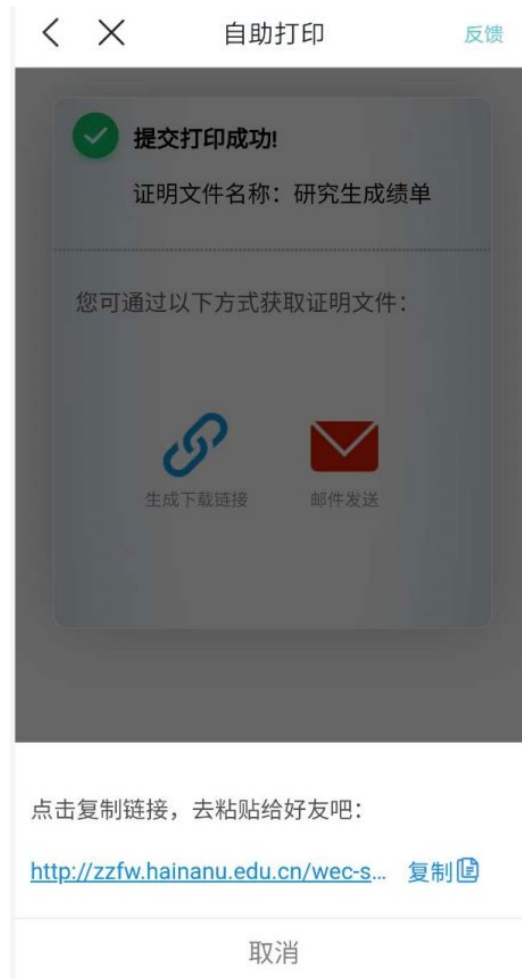 自助打印
反馈
提交打印成功!
证明文件名称：研究生成绩单
您可通过以下方式获取证明文件：
生成下载链接
邮件发送
点击复制链接，去粘贴给好友吧：
http://zzfw.hainanu.edu.cn/wec-s... 复制
取消